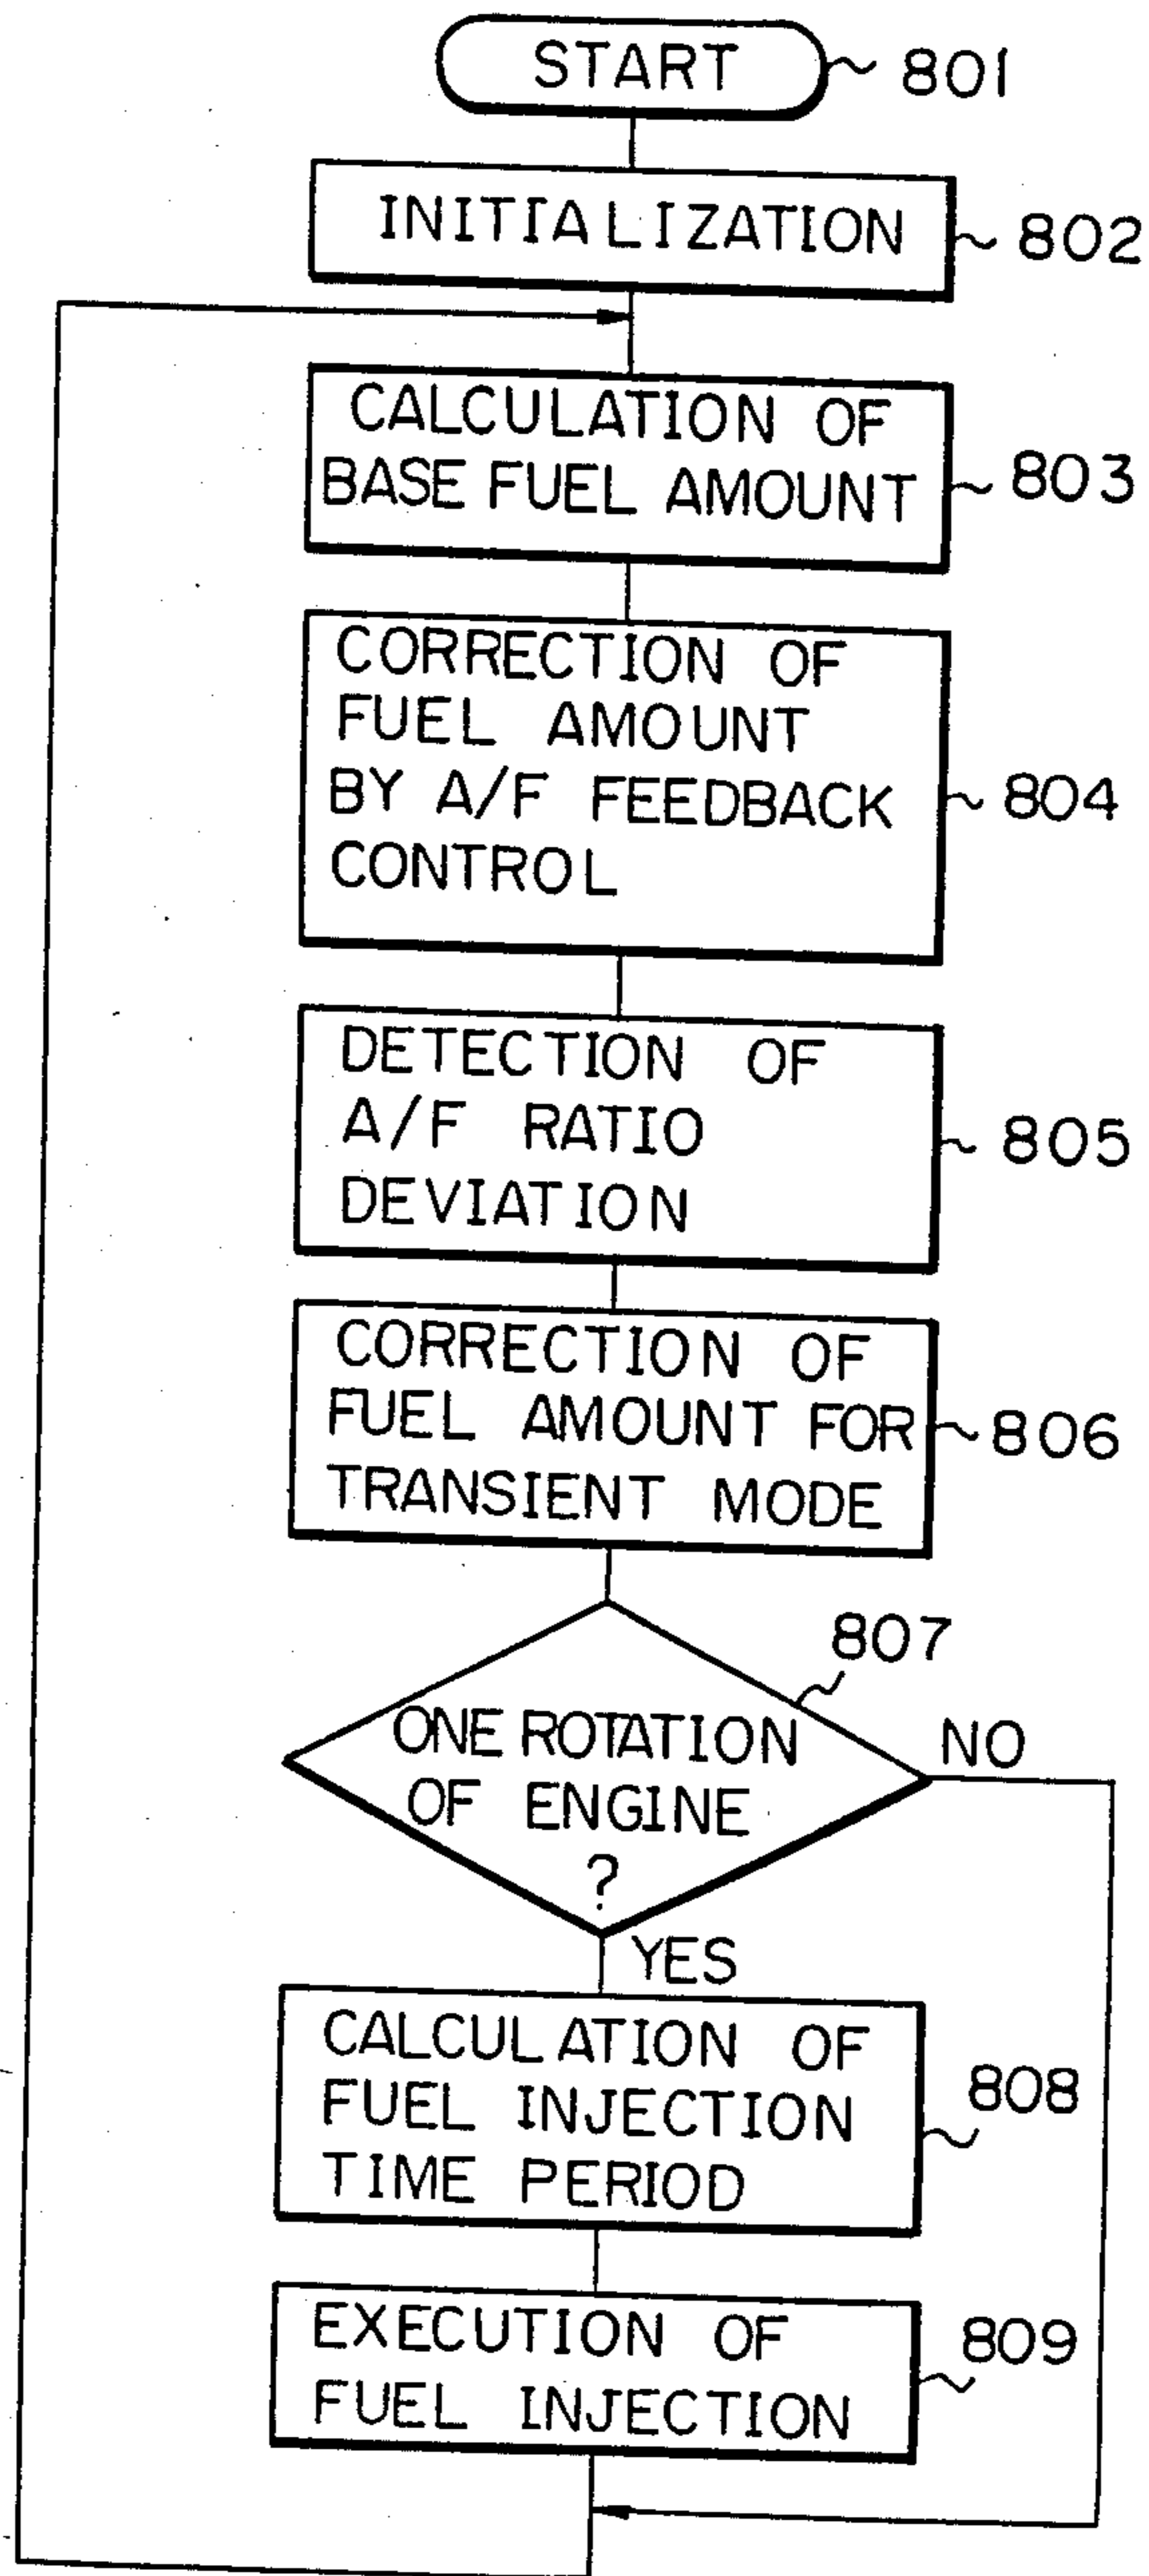 START
801
INITIALIZATION
802
CALCULATION OF
BASE FUEL AMOUNT
803
CORRECTION OF
FUEL AMOUNT
BY A/F FEEDBACK
CONTROL
804
DETECTION OF
A/F RATIO
DEVIATION
805
CORRECTION OF
FUEL AMOUNT FOR
TRANSIENT MODE
806
807
ONE ROTATION
OF ENGINE
?
NO
YES
CALCULATION OF
FUEL INJECTION
TIME PERIOD
808
EXECUTION OF
FUEL INJECTION
809